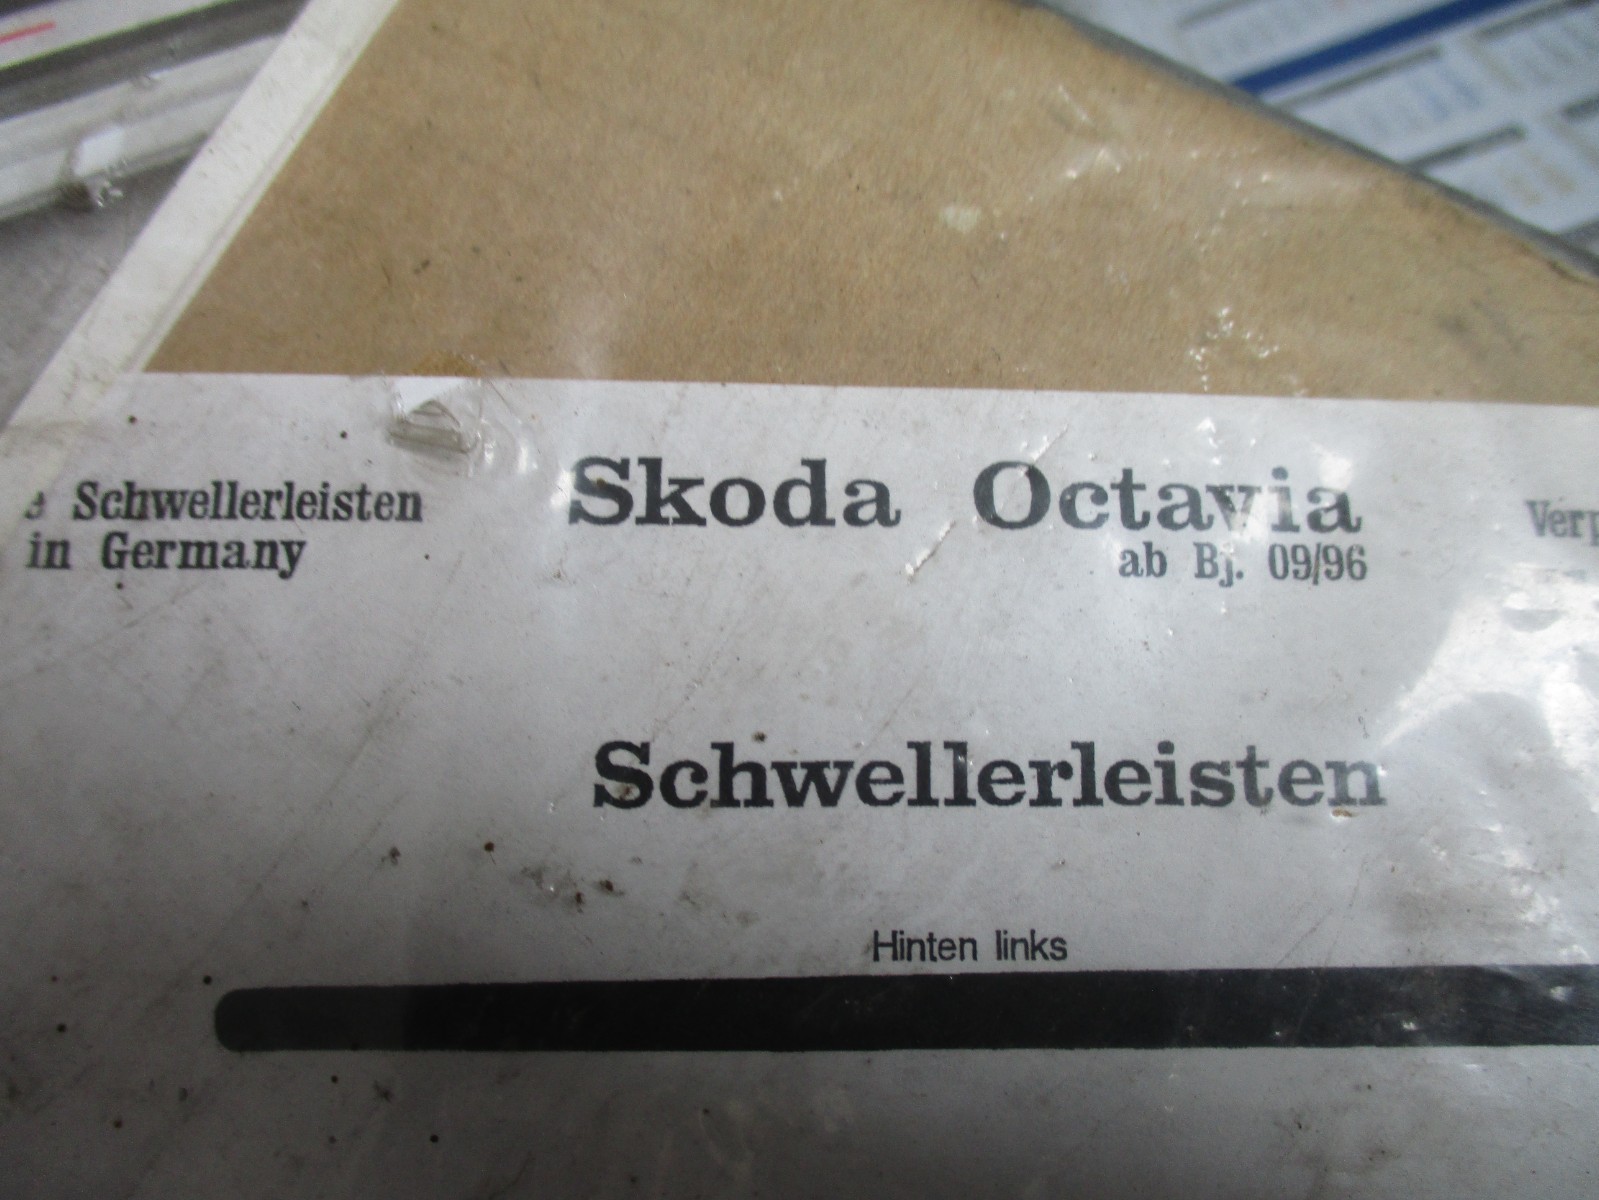 Schwellerleisten
in Germany
Skoda Octavia
ab Bj. 09/96
Schwellerleisten
Hinten links